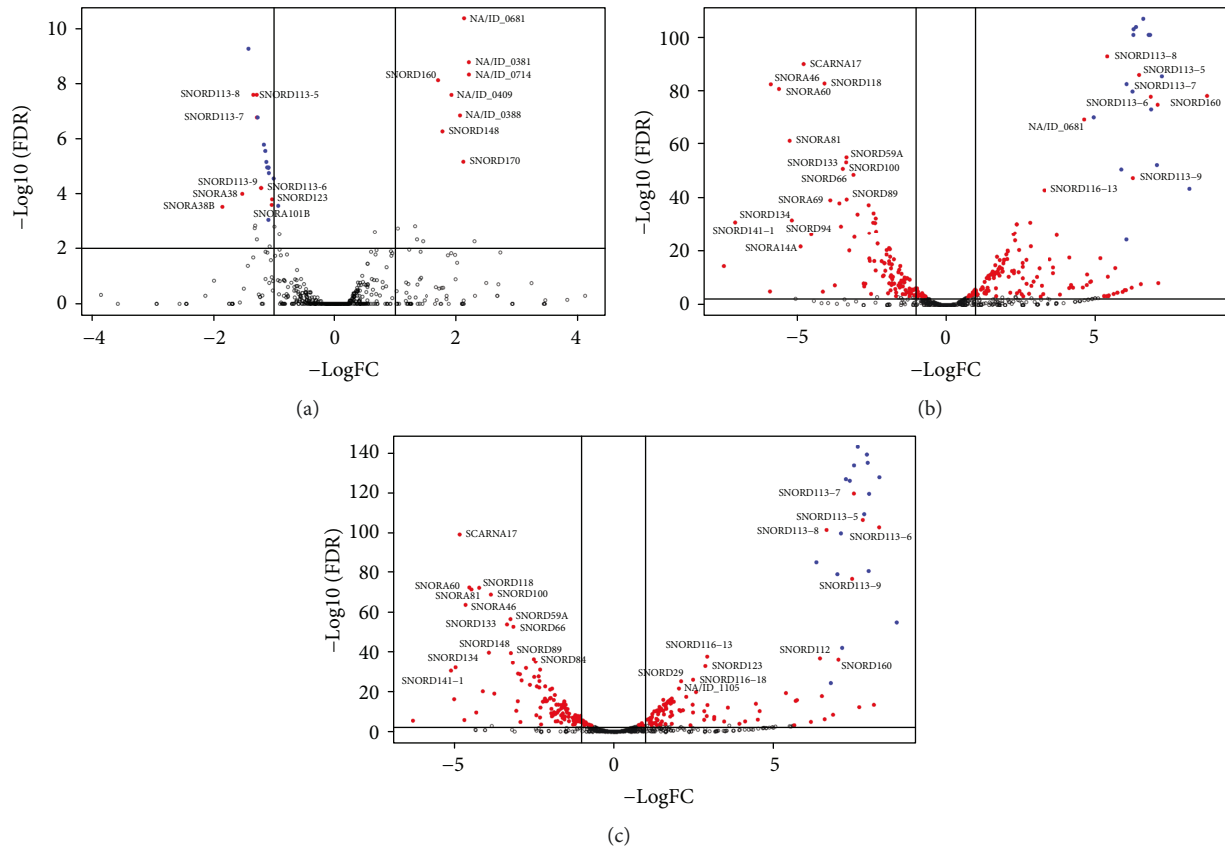 10
8
6
4
2
0
−Log10 (FDR)
NA/ID_0681
NA/ID_0381
SNORD160
NA/ID_0714
SNORD113-8
SNORD113-5
NA/ID_0409
SNORD113-7
NA/ID_0388
SNORD148
SNORD170
SNORD113-9
SNORD113-6
SNORA38
SNORD123
SNORA38B
SNORA101B
−4
−2
0
2
4
−LogFC
(a)
100
80
60
40
20
0
−Log10 (FDR)
SNORD113-8
SCARNA17
SNORD113-5
SNORA46
SNORD118
SNORD113-7
SNORA60
SNORD113-6
SNORD160
NA/ID_0681
SNORA81
SNORD59A
SNORD133
SNORD100
SNORD66
SNORD113-9
SNORD89
SNORD116-13
SNORA69
SNORD134
SNORD141-1
SNORD94
SNORA14A
−5
0
5
−LogFC
(b)
140
120
100
80
60
40
20
0
−Log10 (FDR)
SNORD113-7
SNORD113-5
SNORD113-8
SCARNA17
SNORD113-6
SNORA60
SNORD118
SNORD113-9
SNORA81
SNORD100
SNORA46
SNORD59A
SNORD133
SNORD66
SNORD148
SNORD116-13
SNORD112
SNORD89
SNORD134
SNORD84
SNORD123
SNORD160
SNORD29
SNORD116-18
SNORD141-1
NA/ID_1105
−5
0
5
−LogFC
(c)